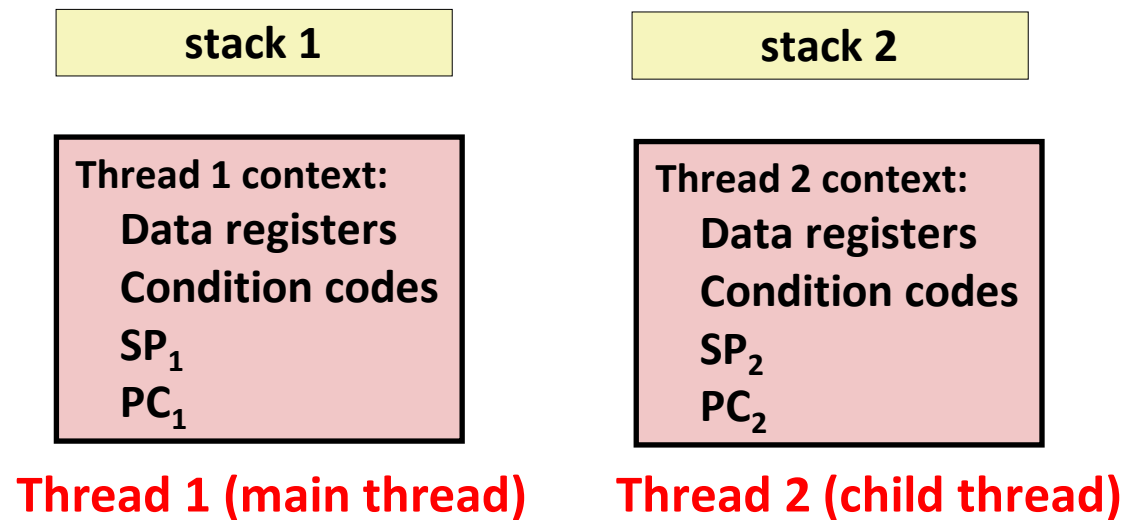 stack 1
stack 2
Thread 1 context:
Data registers
Condition codes
SP₁
PC₁
Thread 2 context:
Data registers
Condition codes
SP₂
PC₂
Thread 1 (main thread)
Thread 2 (child thread)